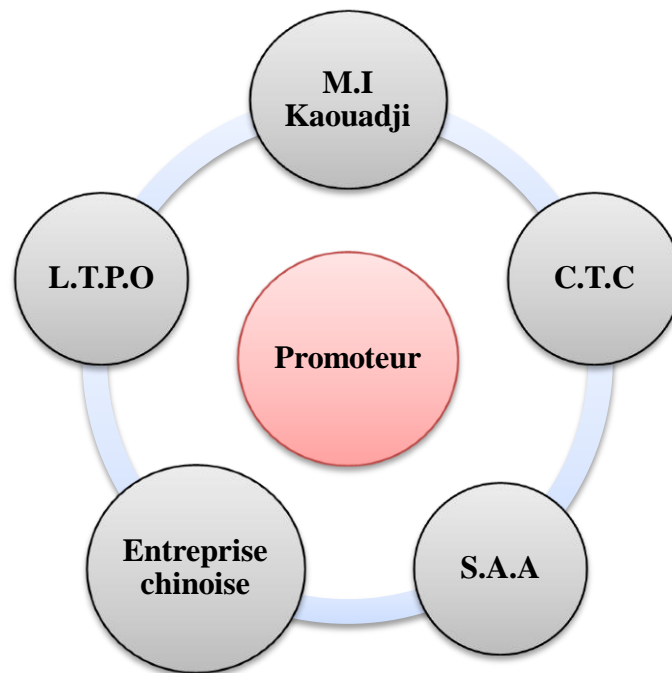 M.I
Kaouadji
L.T.P.O
C.T.C
Promoteur
Entreprise
chinoise
S.A.A